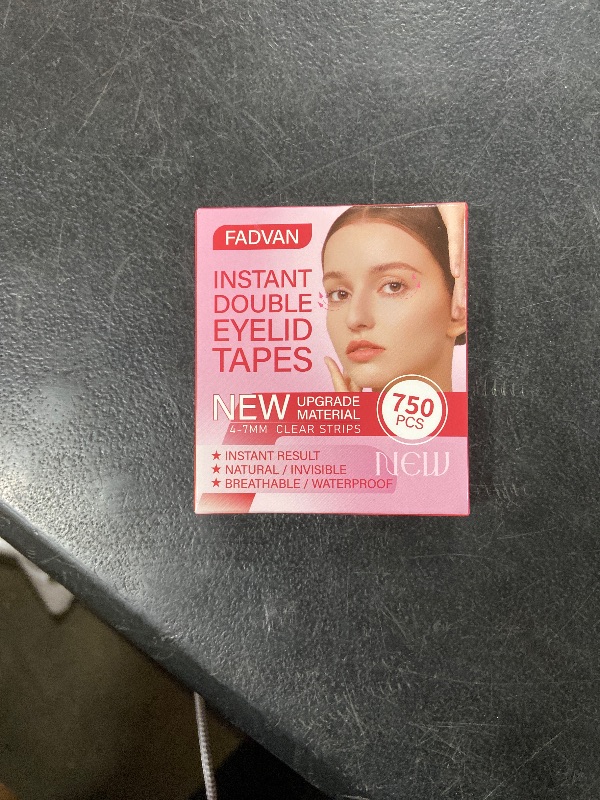 FADVAN
INSTANT
DOUBLE
EYELID
TAPES
NEW UPGRADE
MATERIAL
4-7MM CLEAR STRIPS
750
PCS
★ INSTANT RESULT
★ NATURAL / INVISIBLE
★ BREATHABLE / WATERPROOF
NEW